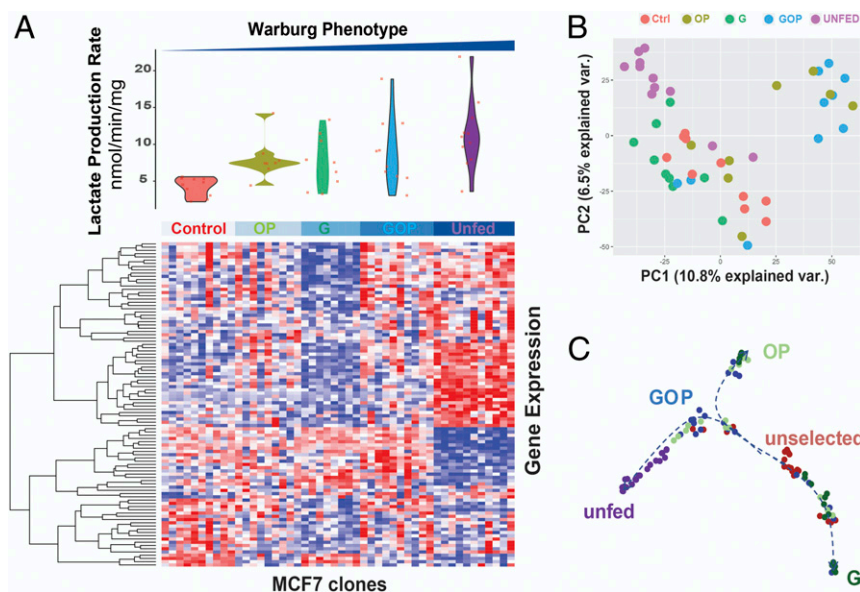 A
Warburg Phenotype
Lactate Production Rate
nmol/min/mg
20
15
10
5
Control OP G GOP Unfed
Gene Expression
MCF7 clones
B
Ctrl OP G GOP UNFED
PC2 (6.5% explained var.)
25
0
-25
-50
-25 0 25 50
PC1 (10.8% explained var.)
C
OP
GOP
unselected
unfed
G